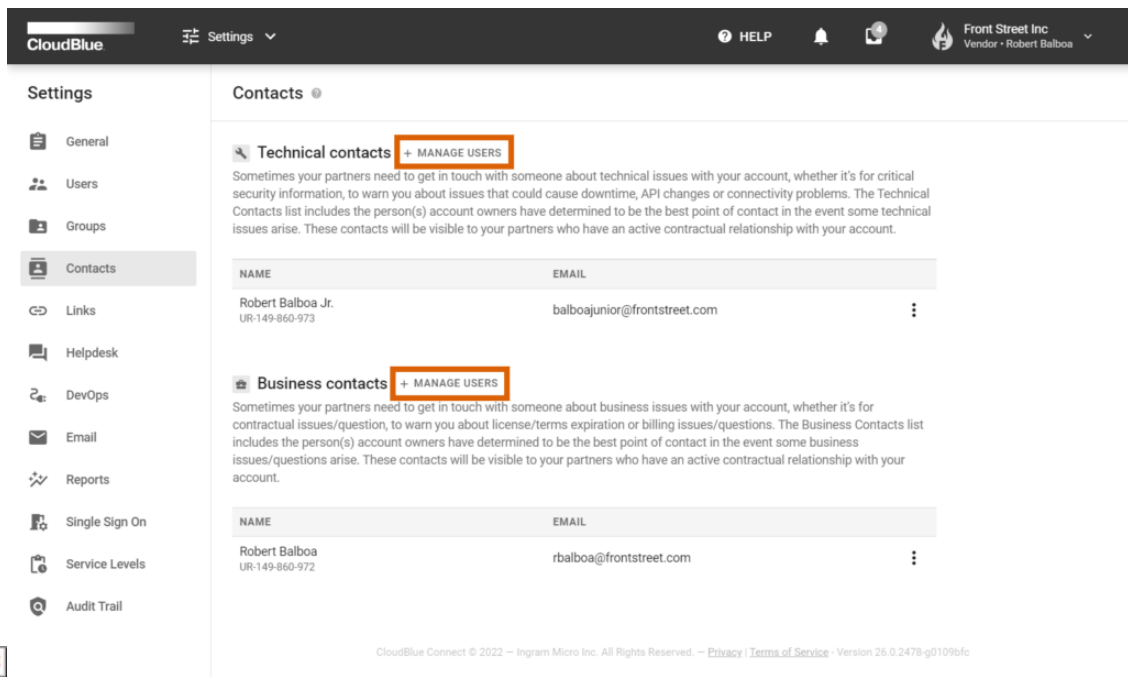 CloudBlue.
Settings
HELP
4
Front Street Inc
Vendor • Robert Balboa
Settings
General
Users
Groups
Contacts
Links
Helpdesk
DevOps
Email
Reports
Single Sign On
Service Levels
Audit Trail
Contacts
Technical contacts + MANAGE USERS
Sometimes your partners need to get in touch with someone about technical issues with your account, whether it's for critical
security information, to warn you about issues that could cause downtime, API changes or connectivity problems. The Technical
Contacts list includes the person(s) account owners have determined to be the best point of contact in the event some technical
issues arise. These contacts will be visible to your partners who have an active contractual relationship with your account.
NAME EMAIL
Robert Balboa Jr. balboajunior@frontstreet.com
UR-149-860-973
Business contacts + MANAGE USERS
Sometimes your partners need to get in touch with someone about business issues with your account, whether it's for
contractual issues/question, to warn you about license/terms expiration or billing issues/questions. The Business Contacts list
includes the person(s) account owners have determined to be the best point of contact in the event some business
issues/questions arise. These contacts will be visible to your partners who have an active contractual relationship with your
account.
NAME EMAIL
Robert Balboa rbalboa@frontstreet.com
UR-149-860-972
CloudBlue Connect © 2022 — Ingram Micro Inc. All Rights Reserved. — Privacy | Terms of Service - Version 26.0.2478-g0109bfc